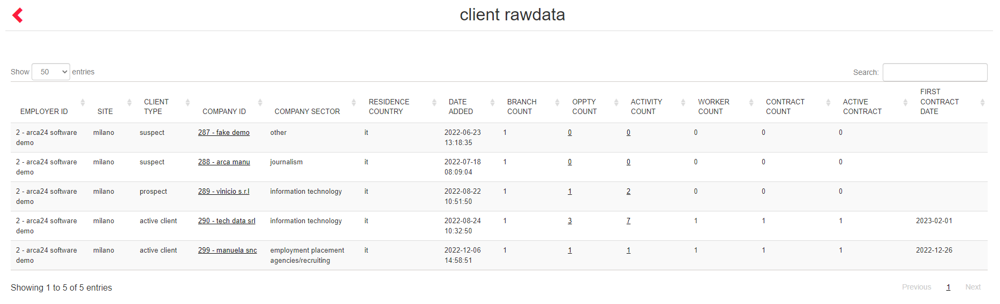 client rawdata
Show 50 entries
Search:
EMPLOYER ID SITE CLIENT TYPE COMPANY ID COMPANY SECTOR RESIDENCE COUNTRY DATE ADDED BRANCH COUNT OPPTY COUNT ACTIVITY COUNT WORKER COUNT CONTRACT COUNT ACTIVE CONTRACT FIRST CONTRACT DATE
2 - arca24 software demo milano suspect 287 - fake demo other it 2022-06-23 13:18:35 1 0 0 0 0 0
2 - arca24 software demo milano suspect 288 - arca manu journalism it 2022-07-18 08:09:04 1 0 0 0 0 0
2 - arca24 software demo milano prospect 289 - vinicio s.r.l information technology it 2022-08-22 10:51:50 1 1 2 0 0 0
2 - arca24 software demo milano active client 290 - tech data srl information technology it 2022-08-24 10:32:50 1 3 7 1 1 1 2023-02-01
2 - arca24 software demo milano active client 299 - manuela snc employment placement agencies/recruiting it 2022-12-06 14:58:51 1 1 1 1 1 1 2022-12-26
Showing 1 to 5 of 5 entries
Previous 1 Next